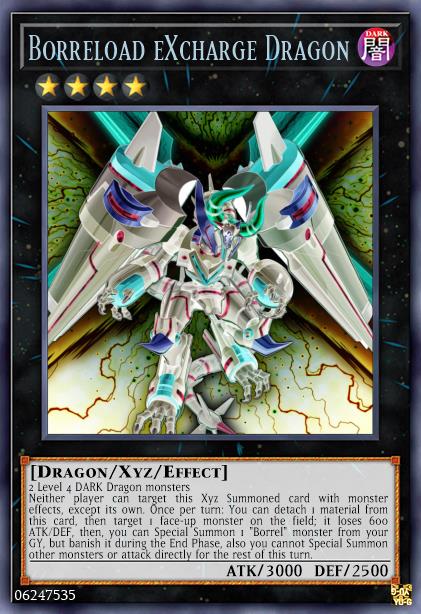 BORRELOAD EXCHARGE DRAGON
DARK
闇
[DRAGON/XYZ/EFFECT]
2 Level 4 DARK Dragon monsters
Neither player can target this Xyz Summoned card with monster
effects, except its own. Once per turn: You can detach 1 material from
this card, then target 1 face-up monster on the field; it loses 600
ATK/DEF, then, you can Special Summon 1 "Borrel" monster from your
GY, but banish it during the End Phase, also you cannot Special Summon
other monsters or attack directly for the rest of this turn.
ATK/3000 DEF/2500
06247535